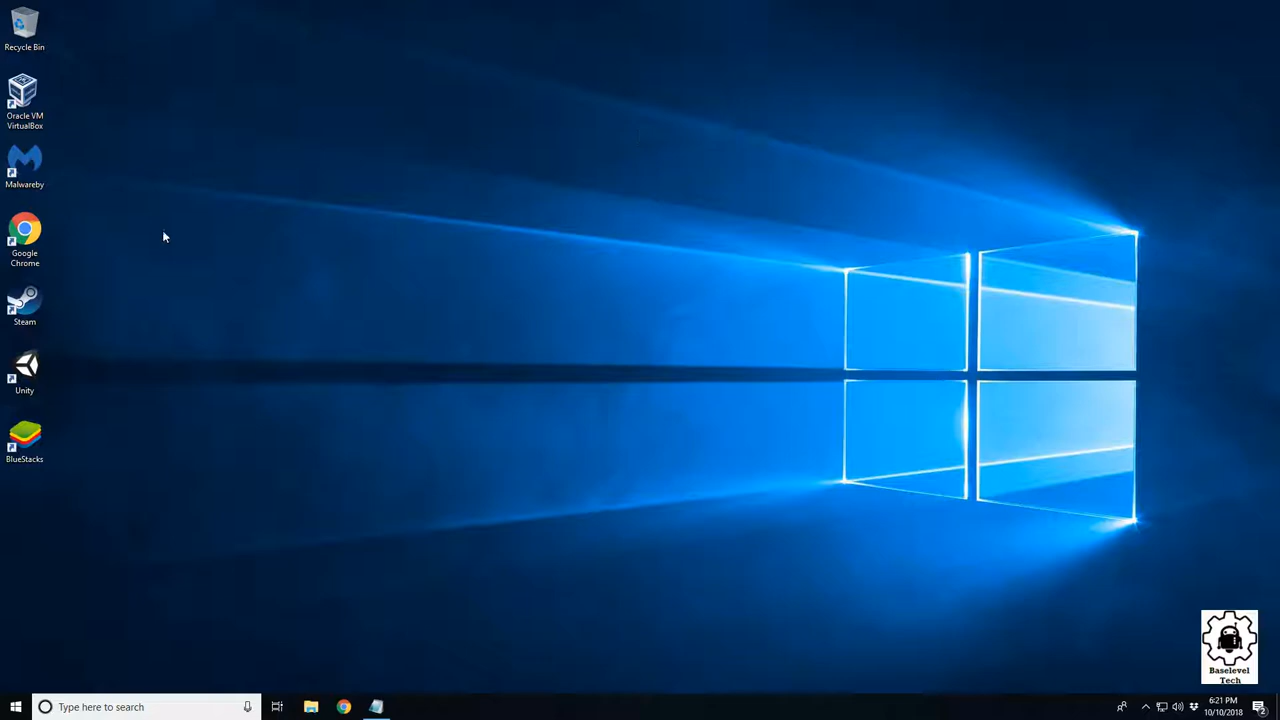 Recycle Bin
Oracle VM
VirtualBox
Malwareby
Google
Chrome
Steam
Unity
BlueStacks
Baselevel
Tech
Type here to search
6:21 PM
10/10/2018
2